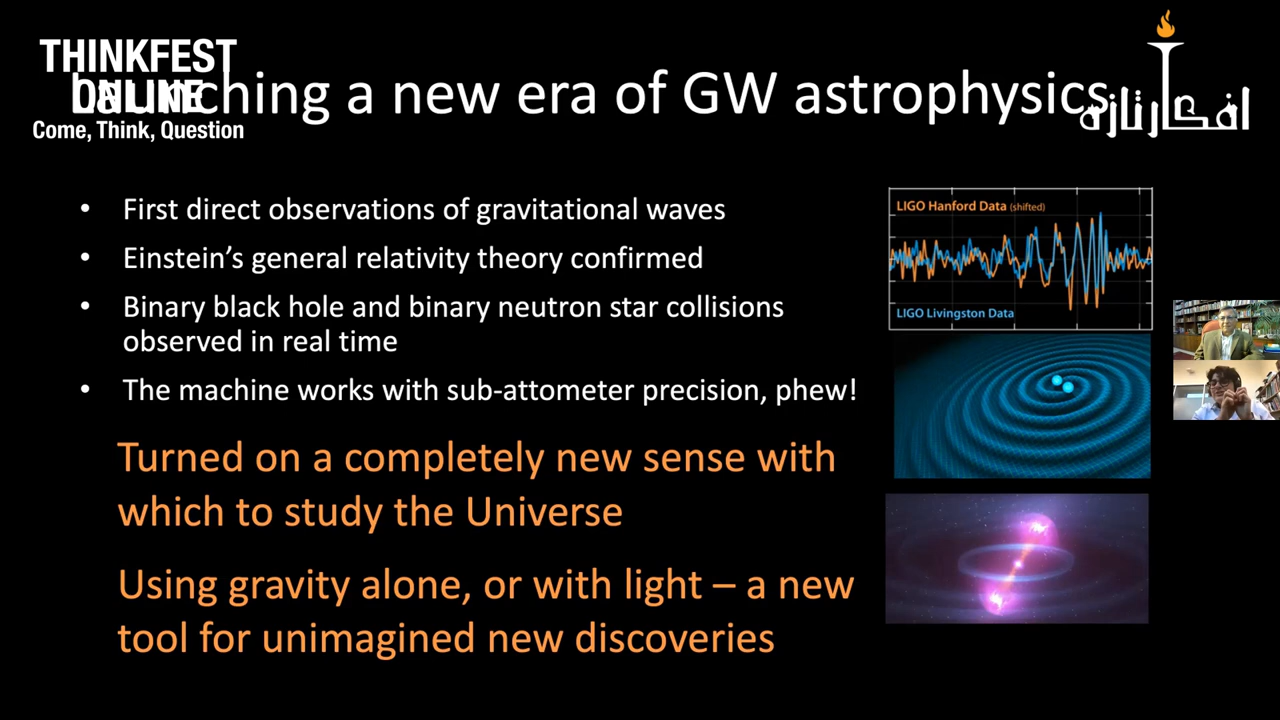 THINKFEST
ONLINE
Come, Think, Question
Launching a new era of GW astrophysics
افکارتازه
• First direct observations of gravitational waves
• Einstein’s general relativity theory confirmed
• Binary black hole and binary neutron star collisions
observed in real time
• The machine works with sub-attometer precision, phew!
Turned on a completely new sense with
which to study the Universe
Using gravity alone, or with light – a new
tool for unimagined new discoveries
LIGO Hanford Data (shifted)
LIGO Livingston Data